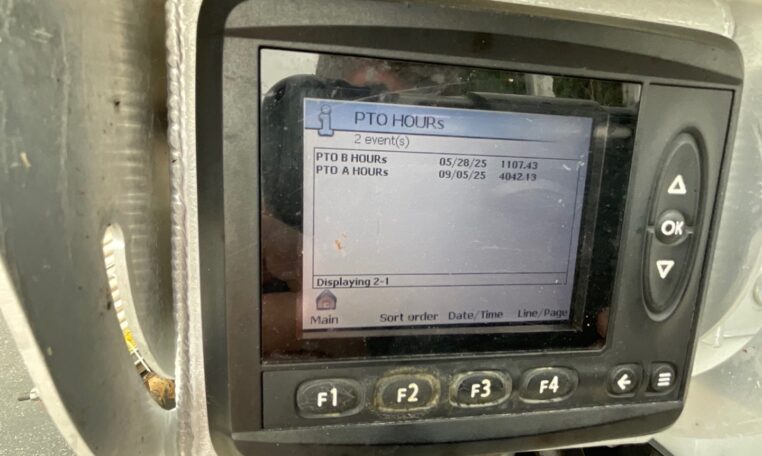 i PTO HOURs
2 event(s)
PTO B HOURs 05/28/25 1107.43
PTO A HOURs 09/05/25 4042.13
Displaying 2-1
Main Sort order Date/Time Line/Page
OK
F1 F2 F3 F4